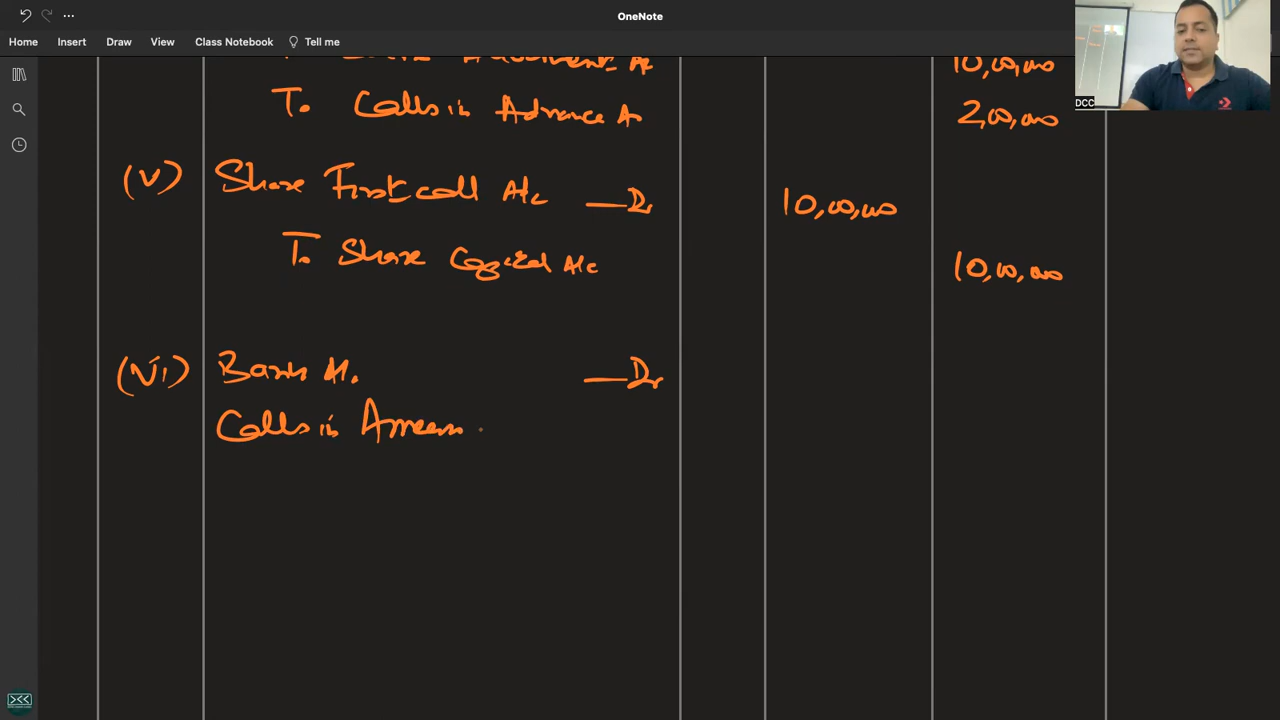 OneNote
Home Insert Draw View Class Notebook Tell me
10,00,000
To Calls in Advance A/c 2,00,000
(V) Share First call A/c —Dr 10,00,000
To Share Capital A/c 10,00,000
(Vi) Bank A/c —Dr
Calls in Arrears
DCC